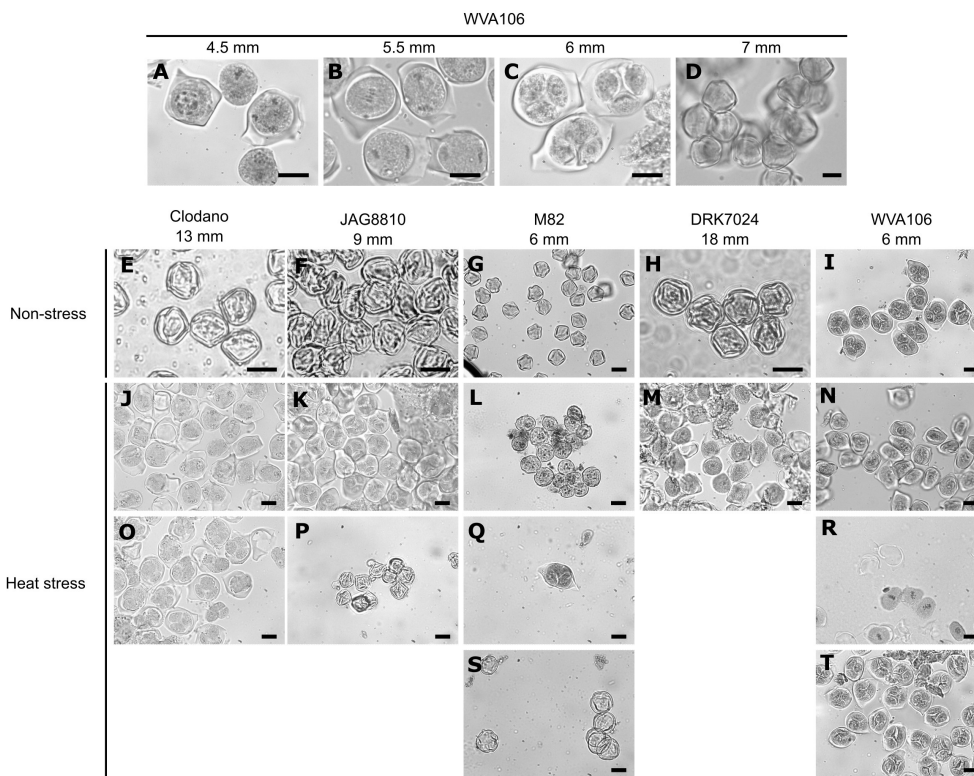 WVA106
4.5 mm 5.5 mm 6 mm 7 mm
A B C D
Clodano JAG8810 M82 DRK7024 WVA106
13 mm 9 mm 6 mm 18 mm 6 mm
E F G H I
Non-stress
J K L M N
O P Q R
Heat stress
S T